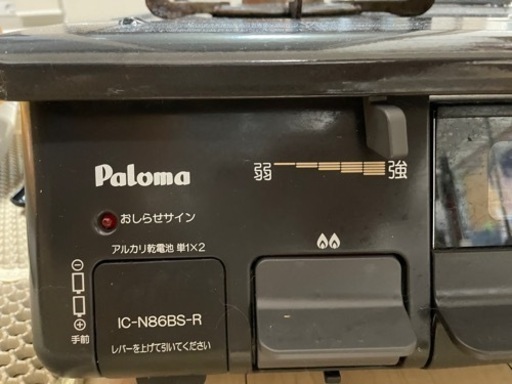 Paloma
弱 強
おしらせサイン
アルカリ乾電池 単1×2
⊖
⊕
手前
IC-N86BS-R
レバーを上げて引いてください